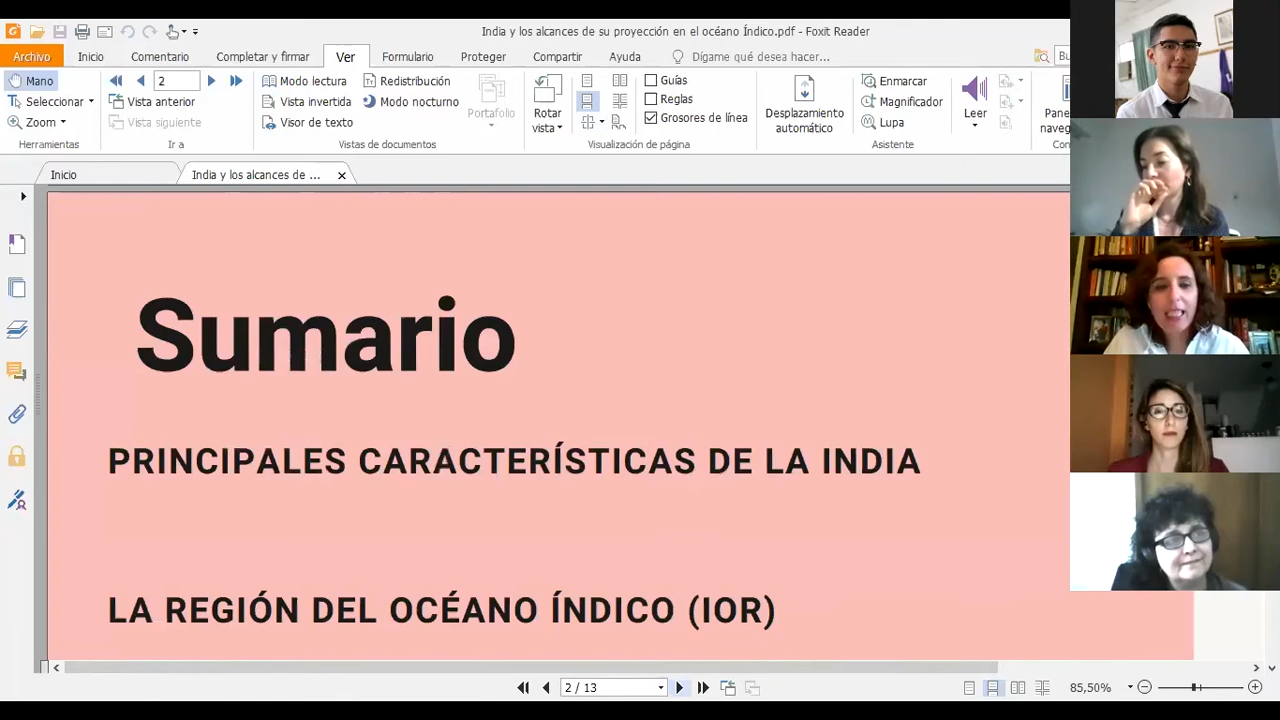 India y los alcances de su proyección en el océano Índico.pdf - Foxit Reader
Archivo Inicio Comentario Completar y firmar Ver Formulario Proteger Compartir Ayuda Dígame qué desea hacer...
Mano 2 Modo lectura Redistribución Guías Enmarcar
Seleccionar Vista anterior Vista invertida Modo nocturno Portafolio Rotar vista Reglas Desplazamiento automático Magnificador Leer
Zoom Vista siguiente Visor de texto Grosores de línea Lupa
Herramientas Ir a Vistas de documentos Visualización de página Asistente
Inicio India y los alcances de ...
Sumario
PRINCIPALES CARACTERÍSTICAS DE LA INDIA
LA REGIÓN DEL OCÉANO ÍNDICO (IOR)
2 / 13 85,50%